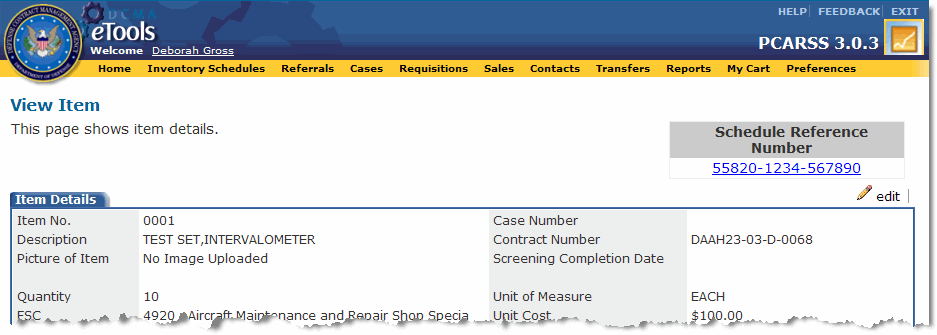 DCMA
eTools
Welcome Deborah Gross
HELP | FEEDBACK | EXIT
PCARSS 3.0.3
DEFENSE CONTRACT MANAGEMENT AGENCY
DEPARTMENT OF DEFENSE
Home Inventory Schedules Referrals Cases Requisitions Sales Contacts Transfers Reports My Cart Preferences
View Item
This page shows item details.
Schedule Reference
Number
55820-1234-567890
edit |
Item Details
Item No. 0001 Case Number
Description TEST SET,INTERVALOMETER Contract Number DAAH23-03-D-0068
Picture of Item No Image Uploaded Screening Completion Date
Quantity 10 Unit of Measure EACH
FSC 4920 - Aircraft Maintenance and Repair Shop Specia Unit Cost $100.00